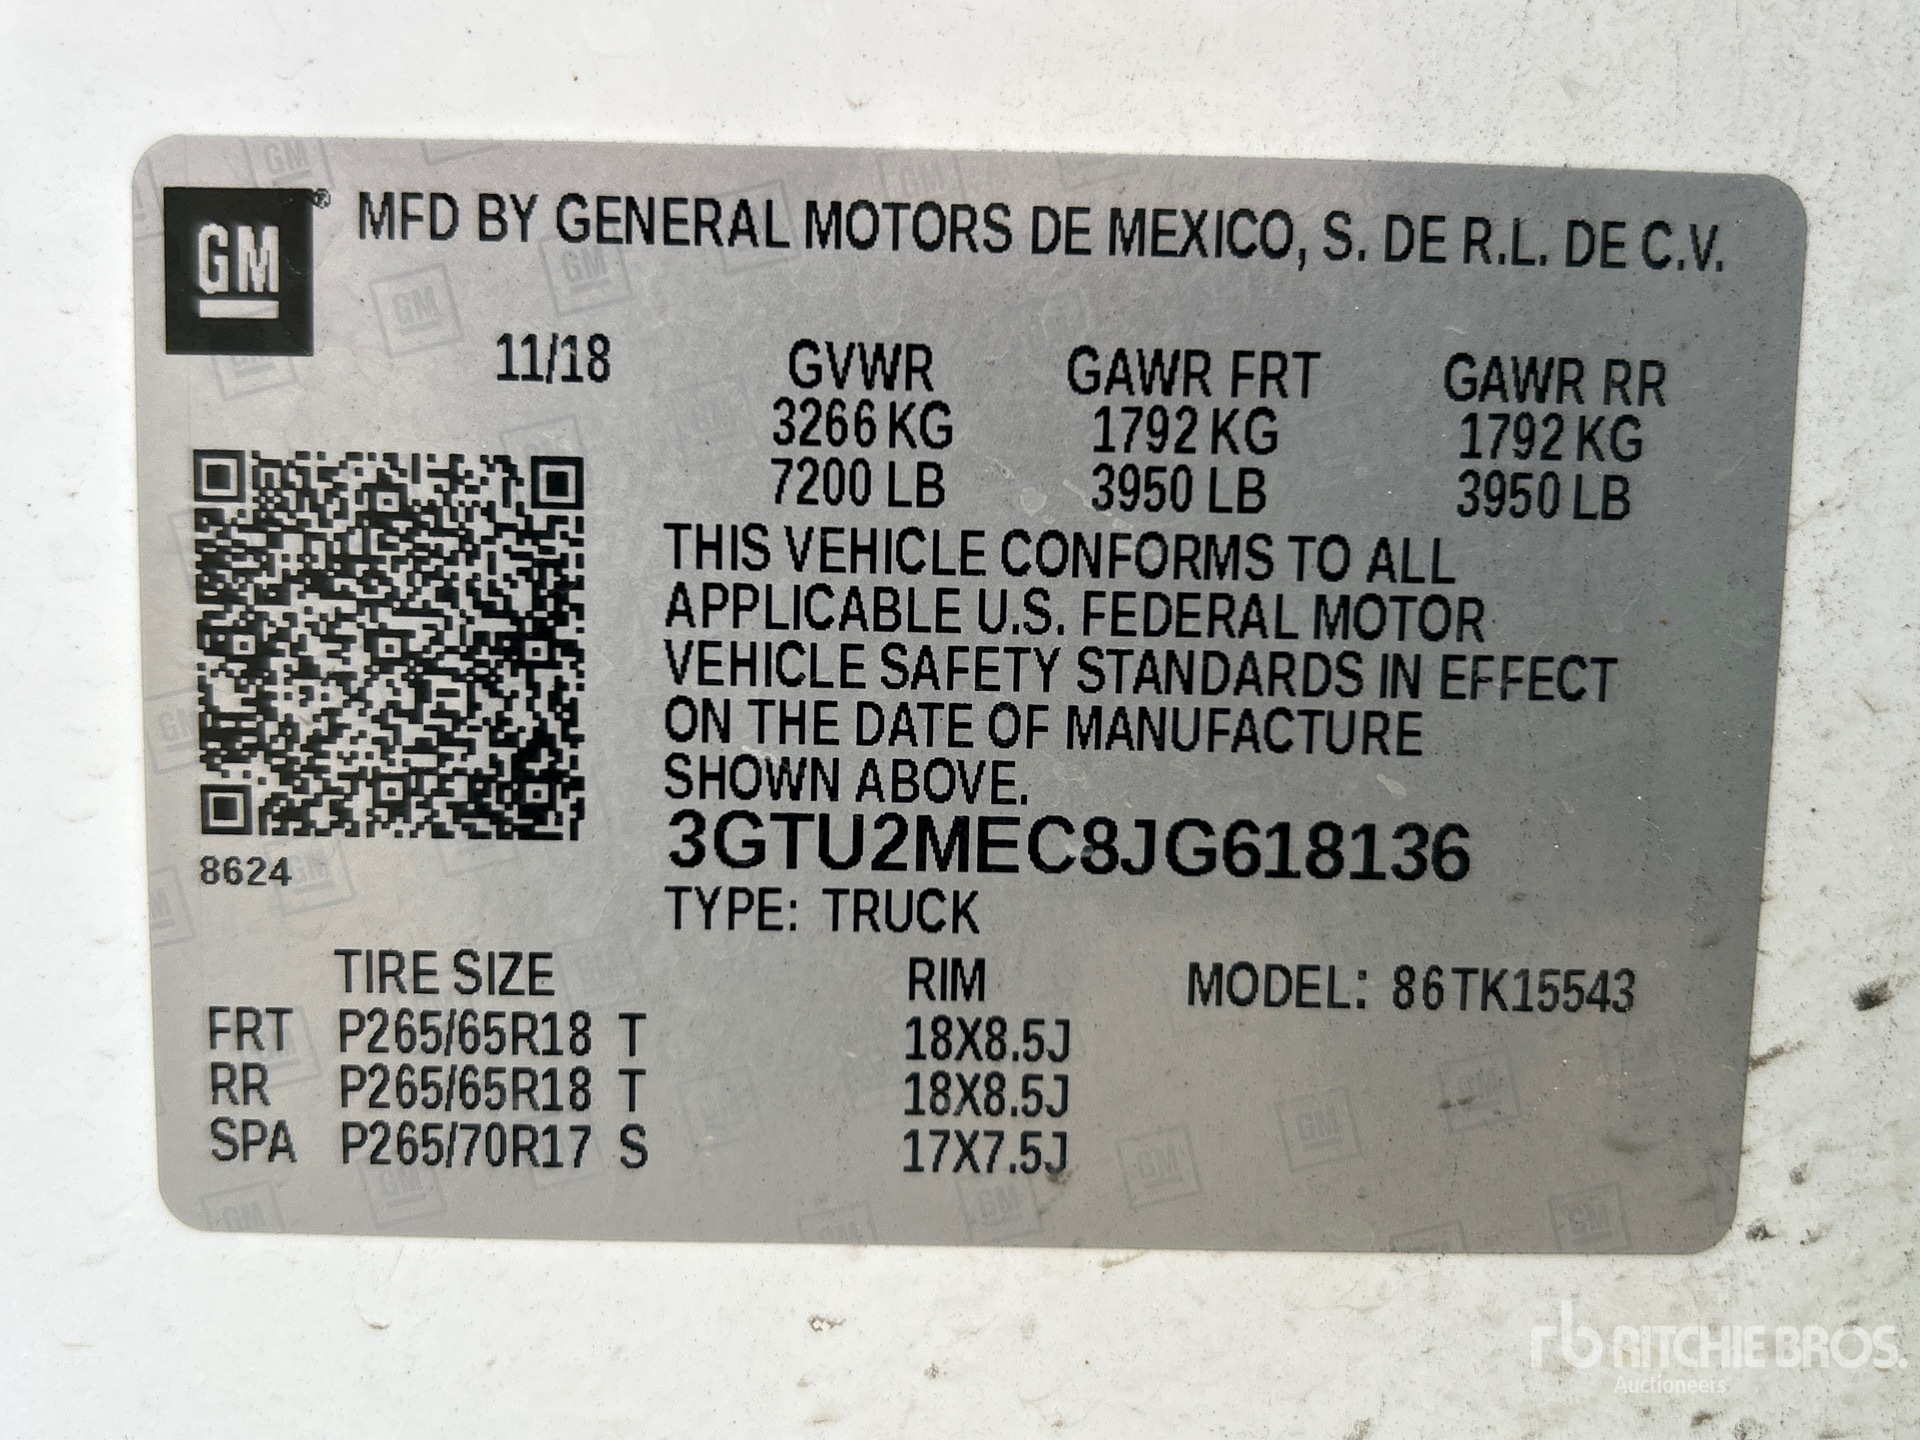 GM ® MFD BY GENERAL MOTORS DE MEXICO, S. DE R.L. DE C.V.
11/18 GVWR GAWR FRT GAWR RR
3266 KG 1792 KG 1792 KG
7200 LB 3950 LB 3950 LB
THIS VEHICLE CONFORMS TO ALL
APPLICABLE U.S. FEDERAL MOTOR
VEHICLE SAFETY STANDARDS IN EFFECT
ON THE DATE OF MANUFACTURE
SHOWN ABOVE.
3GTU2MEC8JG618136
8624
TYPE: TRUCK
TIRE SIZE RIM MODEL: 86TK15543
FRT P265/65R18 T 18X8.5J
RR P265/65R18 T 18X8.5J
SPA P265/70R17 S 17X7.5J
rb RITCHIE BROS.
Auctioneers